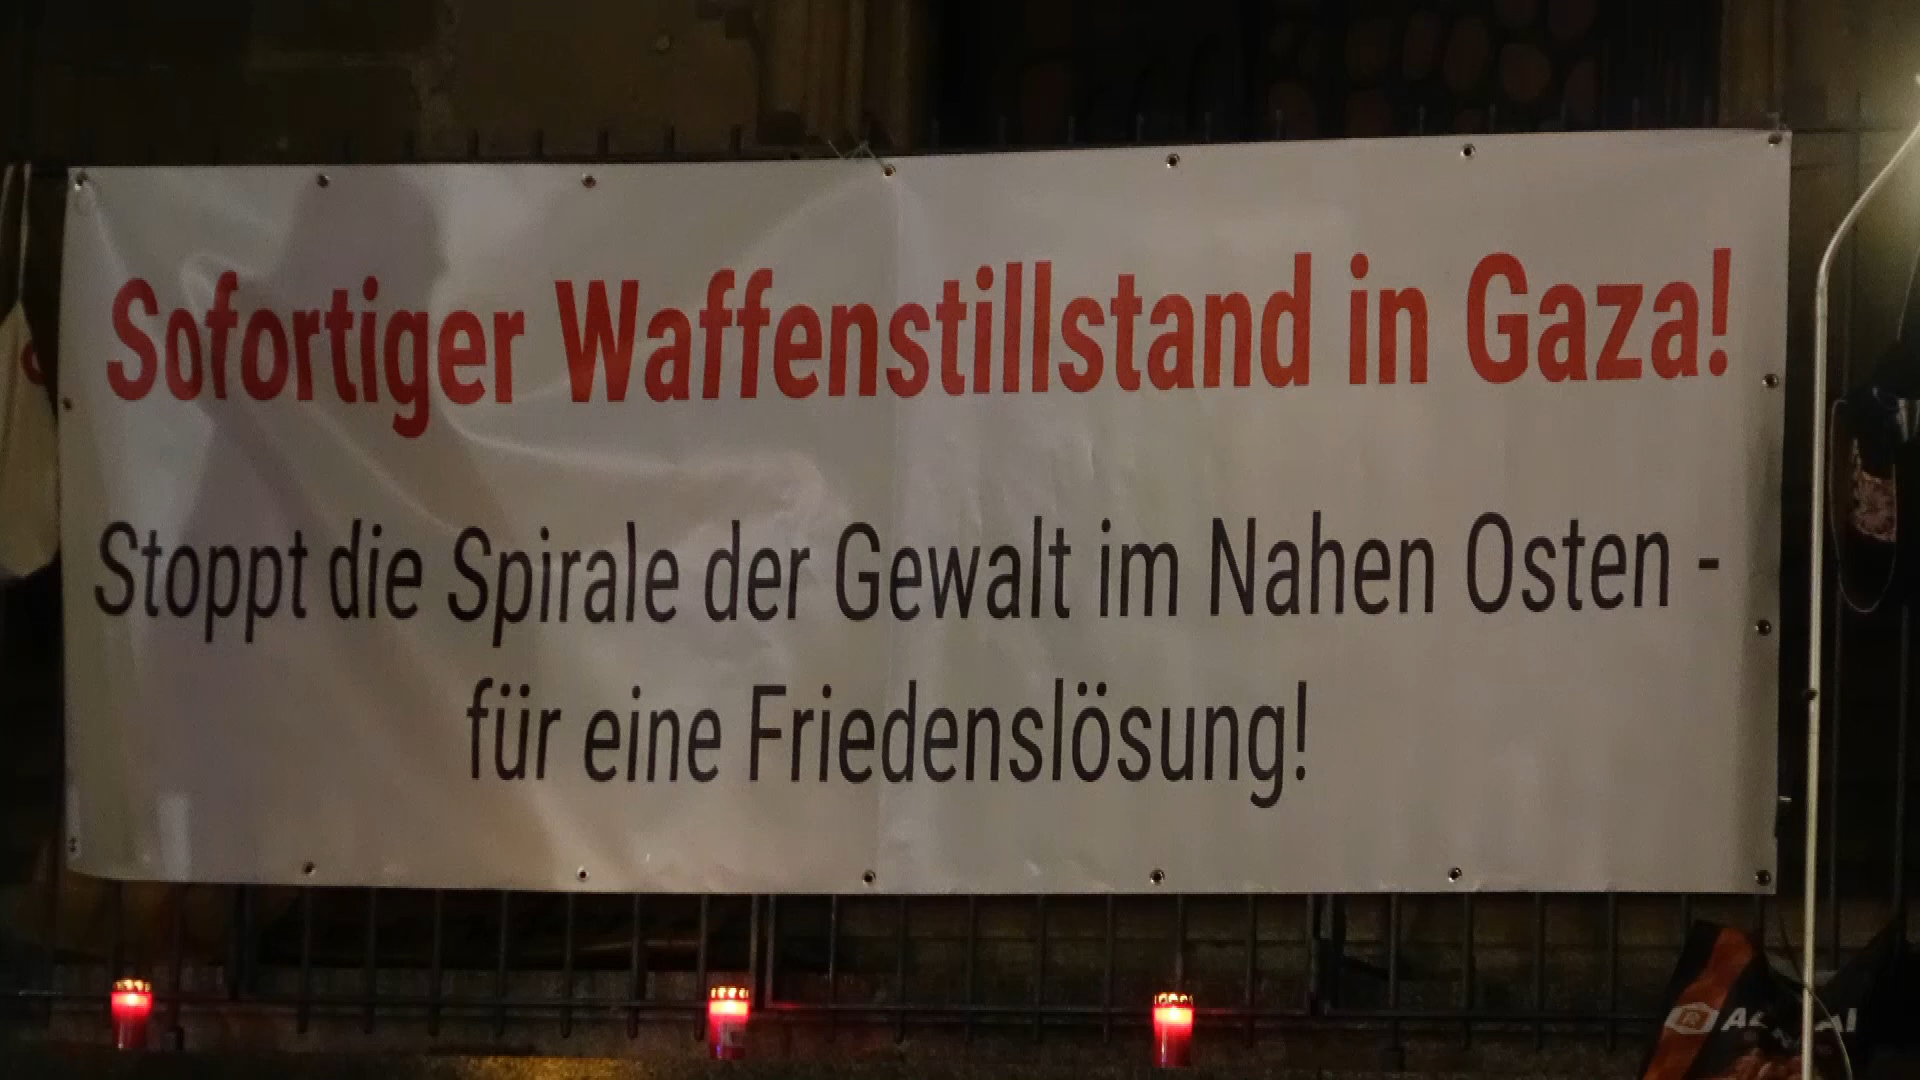 Sofortiger Waffenstillstand in Gaza!
Stoppt die Spirale der Gewalt im Nahen Osten -
für eine Friedenslösung!